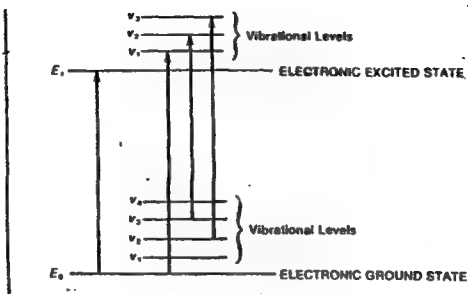 v₃
v₂ Vibrational Levels
v₁
E₁ ELECTRONIC EXCITED STATE
v₄
v₃ Vibrational Levels
v₂
v₁
E₀ ELECTRONIC GROUND STATE